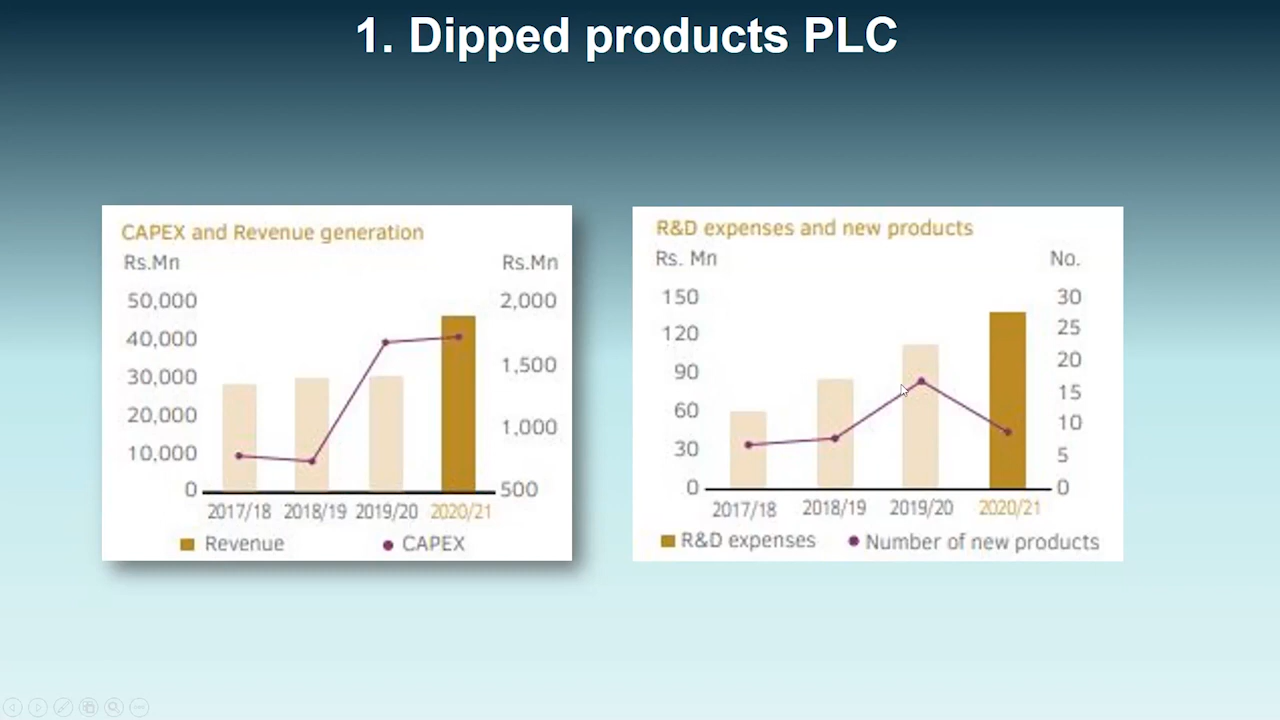 1. Dipped products PLC
CAPEX and Revenue generation
Rs.Mn Rs.Mn
50,000 2,000
40,000
1,500
30,000
20,000
1,000
10,000
0 500
2017/18 2018/19 2019/20 2020/21
Revenue CAPEX
R&D expenses and new products
Rs. Mn No.
150 30
120 25
20
90
15
60
10
30
5
0 0
2017/18 2018/19 2019/20 2020/21
R&D expenses Number of new products